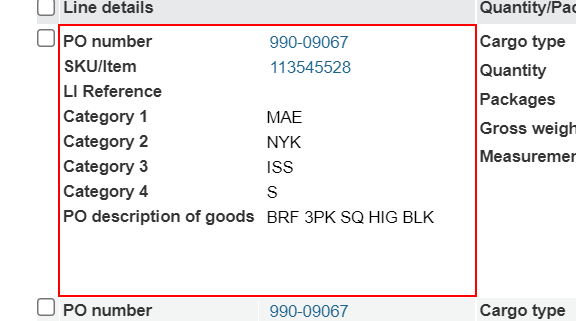 Line details Quantity/Pac
PO number 990-09067 Cargo type
SKU/Item 113545528 Quantity
LI Reference Packages
Category 1 MAE Gross weigh
Category 2 NYK Measuremer
Category 3 ISS
Category 4 S
PO description of goods BRF 3PK SQ HIG BLK
PO number 990-09067 Cargo type